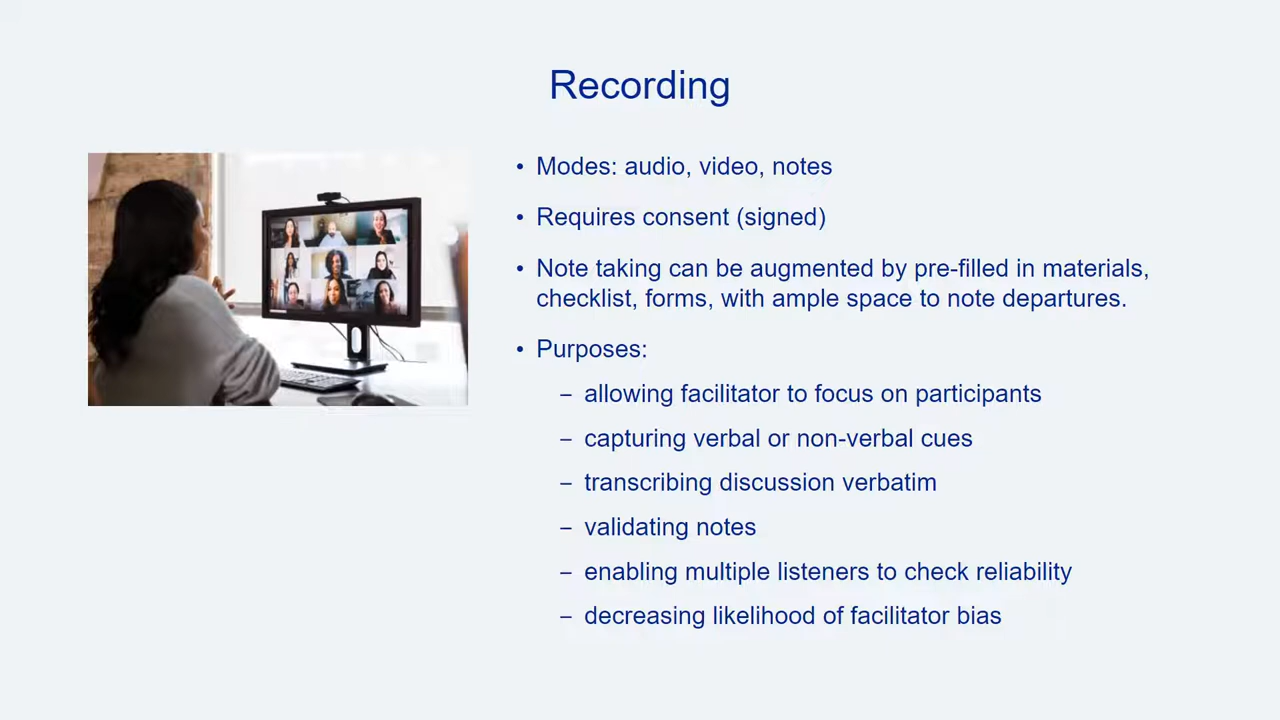 Recording
• Modes: audio, video, notes
• Requires consent (signed)
• Note taking can be augmented by pre-filled in materials,
checklist, forms, with ample space to note departures.
• Purposes:
– allowing facilitator to focus on participants
– capturing verbal or non-verbal cues
– transcribing discussion verbatim
– validating notes
– enabling multiple listeners to check reliability
– decreasing likelihood of facilitator bias